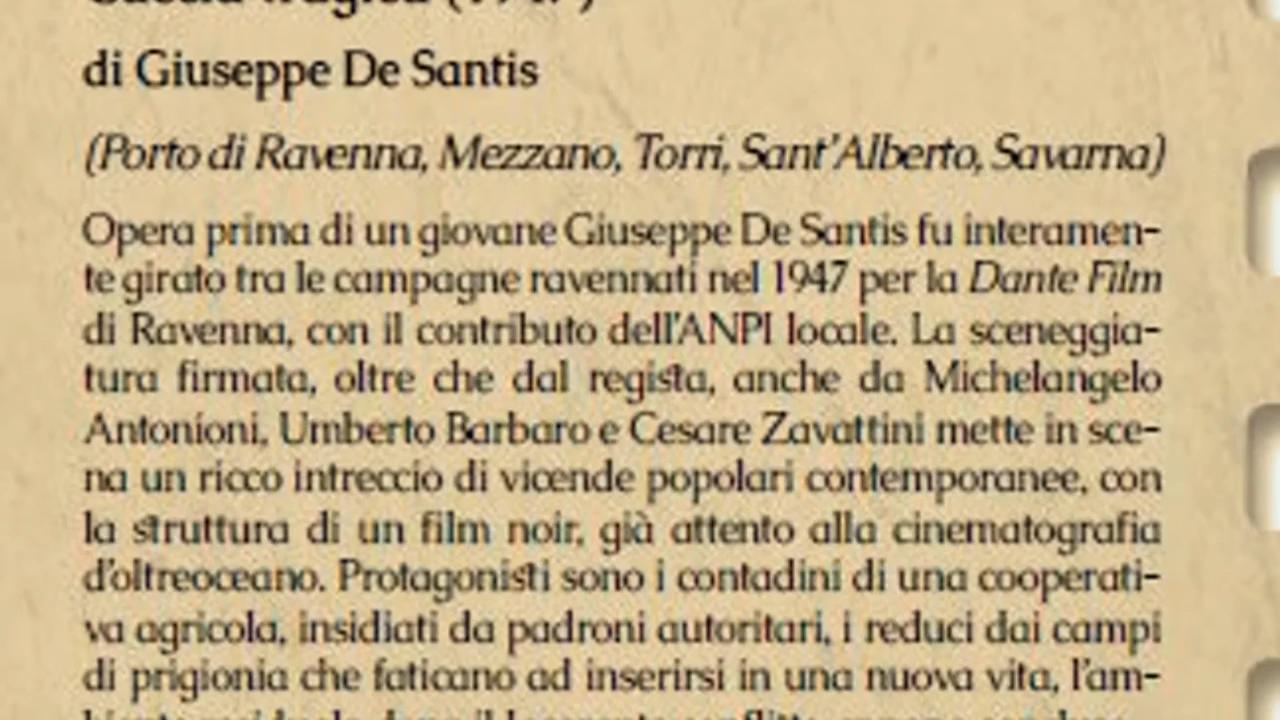 di Giuseppe De Santis
(Porto di Ravenna, Mezzano, Torri, Sant'Alberto, Savarna)
Opera prima di un giovane Giuseppe De Santis fu interamen-
te girato tra le campagne ravennati nel 1947 per la Dante Film
di Ravenna, con il contributo dell'ANPI locale. La sceneggia-
tura firmata, oltre che dal regista, anche da Michelangelo
Antonioni, Umberto Barbaro e Cesare Zavattini mette in sce-
na un ricco intreccio di vicende popolari contemporanee, con
la struttura di un film noir, già attento alla cinematografia
d'oltreoceano. Protagonisti sono i contadini di una cooperati-
va agricola, insidiati da padroni autoritari, i reduci dai campi
di prigionia che faticano ad inserirsi in una nuova vita, l'am-